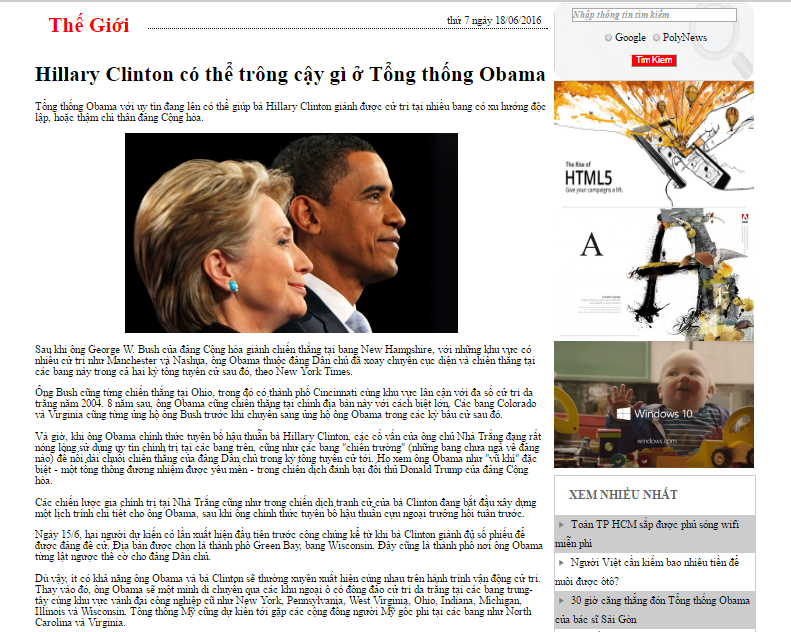 Thế Giới
thứ 7 ngày 18/06/2016
Hillary Clinton có thể trông cậy gì ở Tổng thống Obama
Tổng thống Obama với uy tín đang lên có thể giúp bà Hillary Clinton giành được cử tri tại nhiều bang có xu hướng độc
lập, hoặc thậm chí thân đảng Cộng hòa.
Sau khi ông George W. Bush của đảng Cộng hòa giành chiến thắng tại bang New Hampshire, với những khu vực có
nhiều cử tri như Manchester và Nashua, ông Obama thuộc đảng Dân chủ đã xoay chuyển cục diện và chiến thắng tại
các bang này trong cả hai kỳ tổng tuyển cử sau đó, theo New York Times.
Ông Bush cũng từng chiến thắng tại Ohio, trong đó có thành phố Cincinnati cùng khu vực lân cận với đa số cử tri da
trắng năm 2004. 8 năm sau, ông Obama cũng chiến thắng tại chính địa bàn này với cách biệt lớn, Các bang Colorado
và Virginia cũng từng ủng hộ ông Bush trước khi chuyển sang ủng hộ ông Obama trong các kỳ bầu cử sau đó.
Và giờ, khi ông Obama chính thức tuyên bố hậu thuẫn bà Hillary Clinton, các cố vấn của ông chủ Nhà Trắng đang rất
nóng lòng sử dụng uy tín chính trị tại các bang trên, cũng như các bang "chiến trường" (những bang chưa ngả về đảng
nào) để nối dài chuỗi chiến thắng của đảng Dân chủ trong kỳ tổng tuyển cử tới. Họ xem ông Obama như "vũ khí" đặc
biệt - một tổng thống đương nhiệm được yêu mến - trong chiến dịch đánh bại đối thủ Donald Trump của đảng Cộng
hòa.
Các chiến lược gia chính trị tại Nhà Trắng cũng như trong chiến dịch tranh cử của bà Clinton đang bắt đầu xây dựng
một lịch trình chi tiết cho ông Obama, sau khi ông chính thức tuyên bố hậu thuẫn cựu ngoại trưởng hồi tuần trước.
Ngày 15/6, hai người dự kiến có lần xuất hiện đầu tiên trước công chúng kể từ khi bà Clinton giành đủ số phiếu để
được đảng đề cử. Địa bàn được chọn là thành phố Green Bay, bang Wisconsin. Đây cũng là thành phố nơi ông Obama
từng lật ngược thế cờ cho đảng Dân chủ.
Dù vậy, ít có khả năng ông Obama và bà Clinton sẽ thường xuyên xuất hiện cùng nhau trên hành trình vận động cử tri.
Thay vào đó, ông Obama sẽ một mình di chuyển qua các khu ngoại ô có đông đảo cử tri da trắng tại các bang trung-
tây cùng khu vực vành đai công nghiệp cũ như New York, Pennsylvania, West Virginia, Ohio, Indiana, Michigan,
Illinois và Wisconsin. Tổng thống Mỹ cũng dự kiến tới gặp các cộng đồng người Mỹ gốc phi tại các bang như North
Carolina và Virginia.
Nhập thông tin tìm kiếm
Google PolyNews
Tìm Kiếm
The Rise of
HTML5
Give your campaigns a lift.
A
Windows 10
windows.com
XEM NHIỀU NHẤT
Toàn TP HCM sắp được phủ sóng wifi
miễn phí
Người Việt cần kiếm bao nhiêu tiền để
nuôi được ôtô?
30 giờ căng thẳng đón Tổng thống Obama
của bác sĩ Sài Gòn